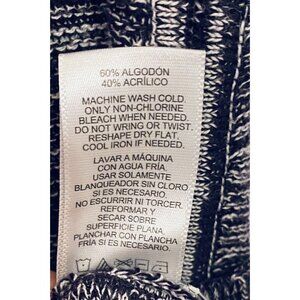 60% ALGODÓN
40% ACRÍLICO
MACHINE WASH COLD.
ONLY NON-CHLORINE
BLEACH WHEN NEEDED.
DO NOT WRING OR TWIST.
RESHAPE DRY FLAT.
COOL IRON IF NEEDED.
LAVAR A MÁQUINA
CON AGUA FRÍA.
USAR SOLAMENTE
BLANQUEADOR SIN CLORO
SI ES NECESARIO
NO ESCURRIR NI TORCER.
REFORMAR Y
SECAR SOBRE
SUPERFICIE PLANA.
PLANCHAR CON PLANCHA
FRÍA SI ES NECESARIO.